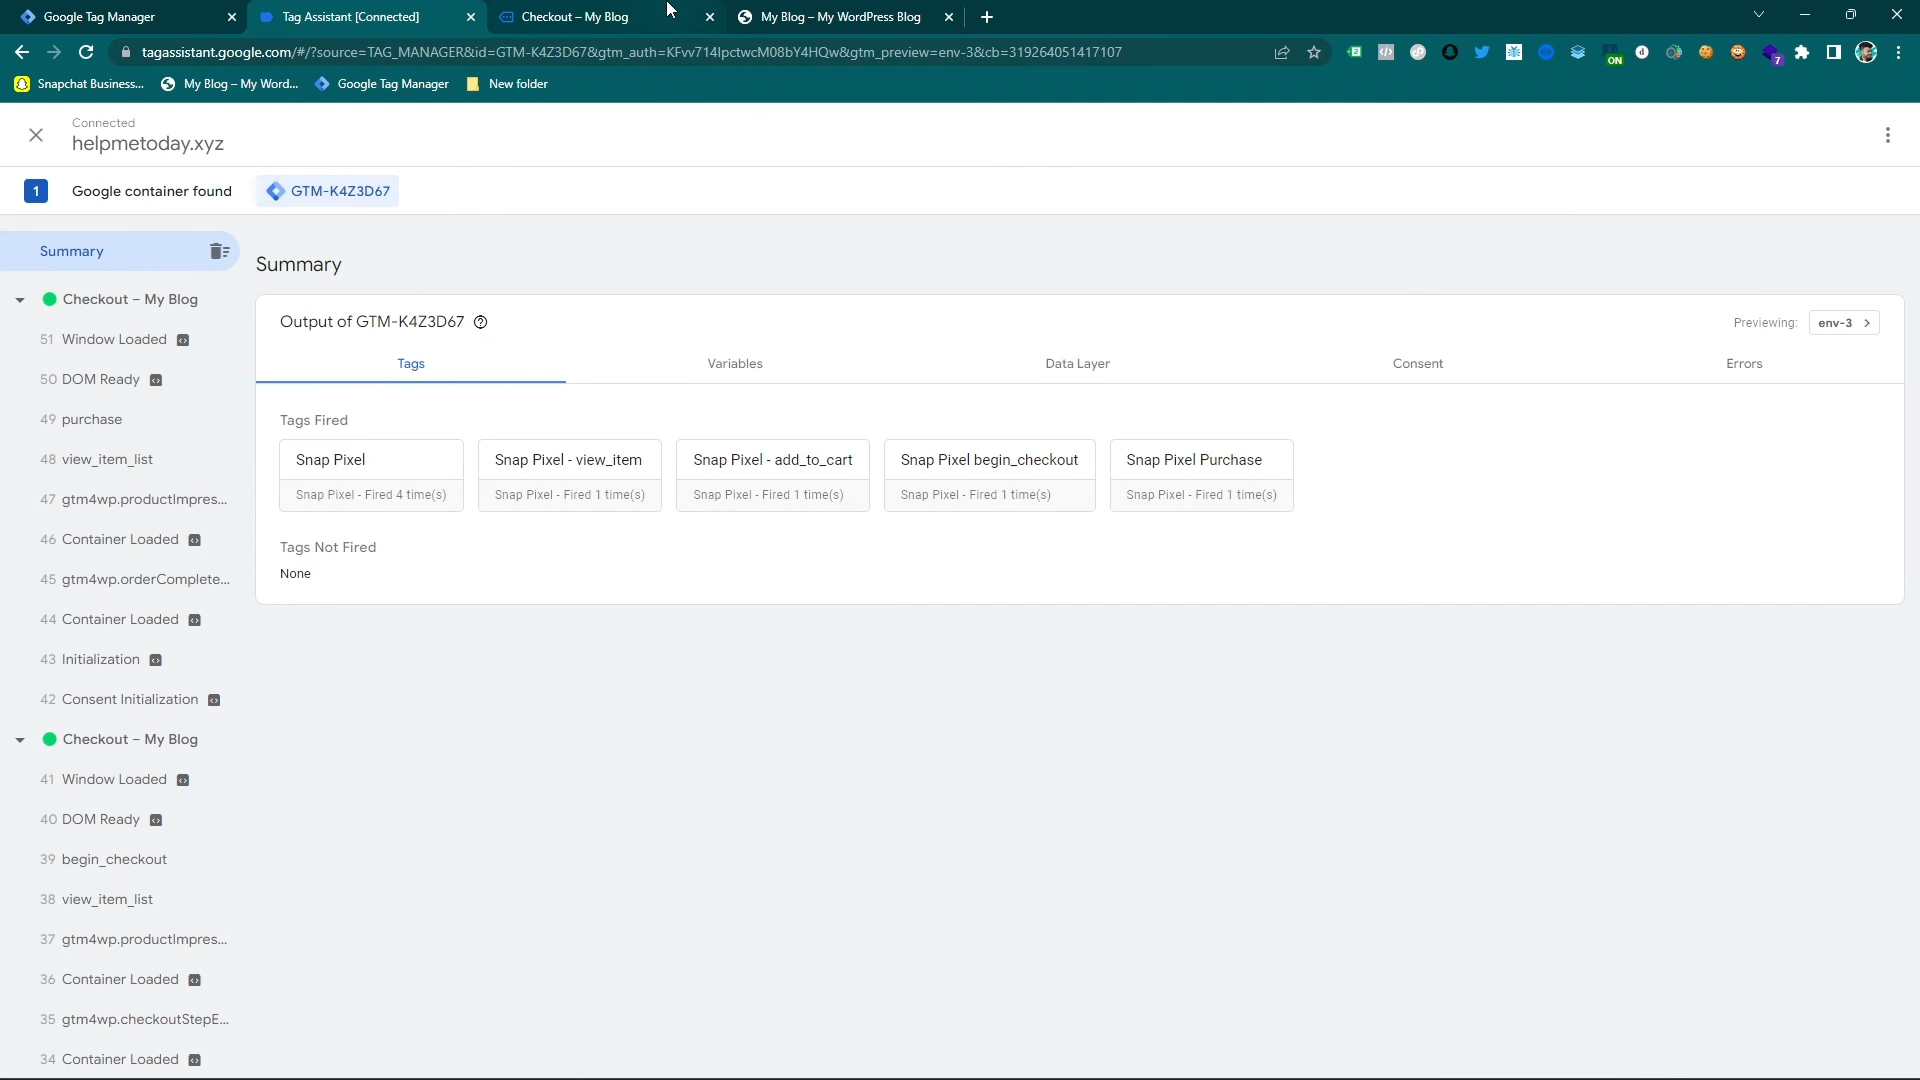 Google Tag Manager
Tag Assistant [Connected]
Checkout – My Blog
My Blog – My WordPress Blog
tagassistant.google.com/#/?source=TAG_MANAGER&id=GTM-K4Z3D67&gtm_auth=KFvv714lpctwcM08bY4HQw&gtm_preview=env-3&cb=319264051417107
ON
7
Snapchat Business...
My Blog – My Word...
Google Tag Manager
New folder
Connected
helpmetoday.xyz
1 Google container found GTM-K4Z3D67
Summary
Checkout – My Blog
51 Window Loaded
50 DOM Ready
49 purchase
48 view_item_list
47 gtm4wp.productImpres...
46 Container Loaded
45 gtm4wp.orderComplete...
44 Container Loaded
43 Initialization
42 Consent Initialization
Checkout – My Blog
41 Window Loaded
40 DOM Ready
39 begin_checkout
38 view_item_list
37 gtm4wp.productImpres...
36 Container Loaded
35 gtm4wp.checkoutStepE...
34 Container Loaded
Summary
Output of GTM-K4Z3D67
Previewing: env-3
Tags
Variables
Data Layer
Consent
Errors
Tags Fired
Snap Pixel
Snap Pixel - Fired 4 time(s)
Snap Pixel - view_item
Snap Pixel - Fired 1 time(s)
Snap Pixel - add_to_cart
Snap Pixel - Fired 1 time(s)
Snap Pixel begin_checkout
Snap Pixel - Fired 1 time(s)
Snap Pixel Purchase
Snap Pixel - Fired 1 time(s)
Tags Not Fired
None